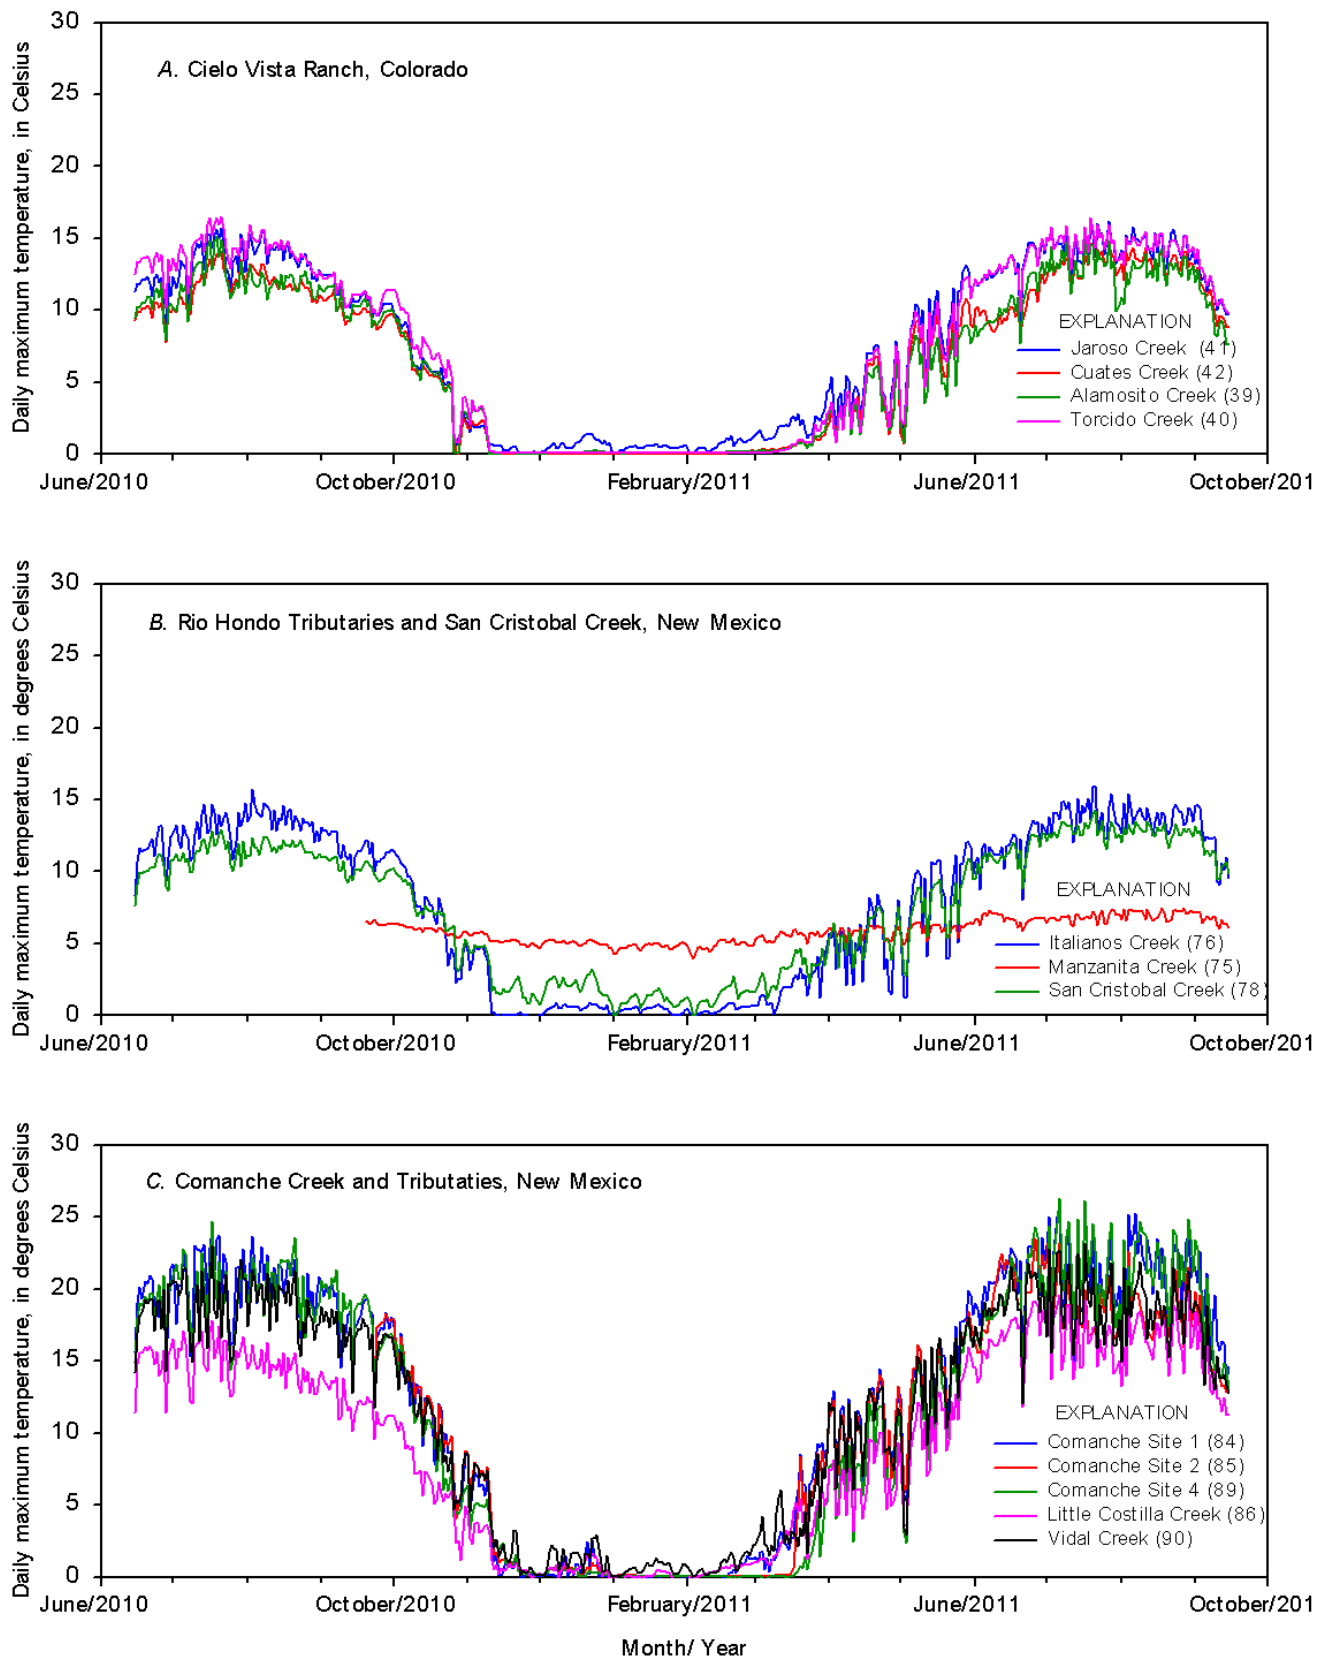 Daily maximum temperature, in Celsius
30
25
20
15
10
5
0
A. Cielo Vista Ranch, Colorado
EXPLANATION
Jaroso Creek (41)
Cuates Creek (42)
Alamosito Creek (39)
Torcido Creek (40)
June/2010 October/2010 February/2011 June/2011 October/201
Daily maximum temperature, in degrees Celsius
30
25
20
15
10
5
0
B. Rio Hondo Tributaries and San Cristobal Creek, New Mexico
EXPLANATION
Italianos Creek (76)
Manzanita Creek (75)
San Cristobal Creek (78)
June/2010 October/2010 February/2011 June/2011 October/201
Daily maximum temperature, in degrees Celsius
30
25
20
15
10
5
0
C. Comanche Creek and Tributaties, New Mexico
EXPLANATION
Comanche Site 1 (84)
Comanche Site 2 (85)
Comanche Site 4 (89)
Little Costilla Creek (86)
Vidal Creek (90)
June/2010 October/2010 February/2011 June/2011 October/201
Month/ Year